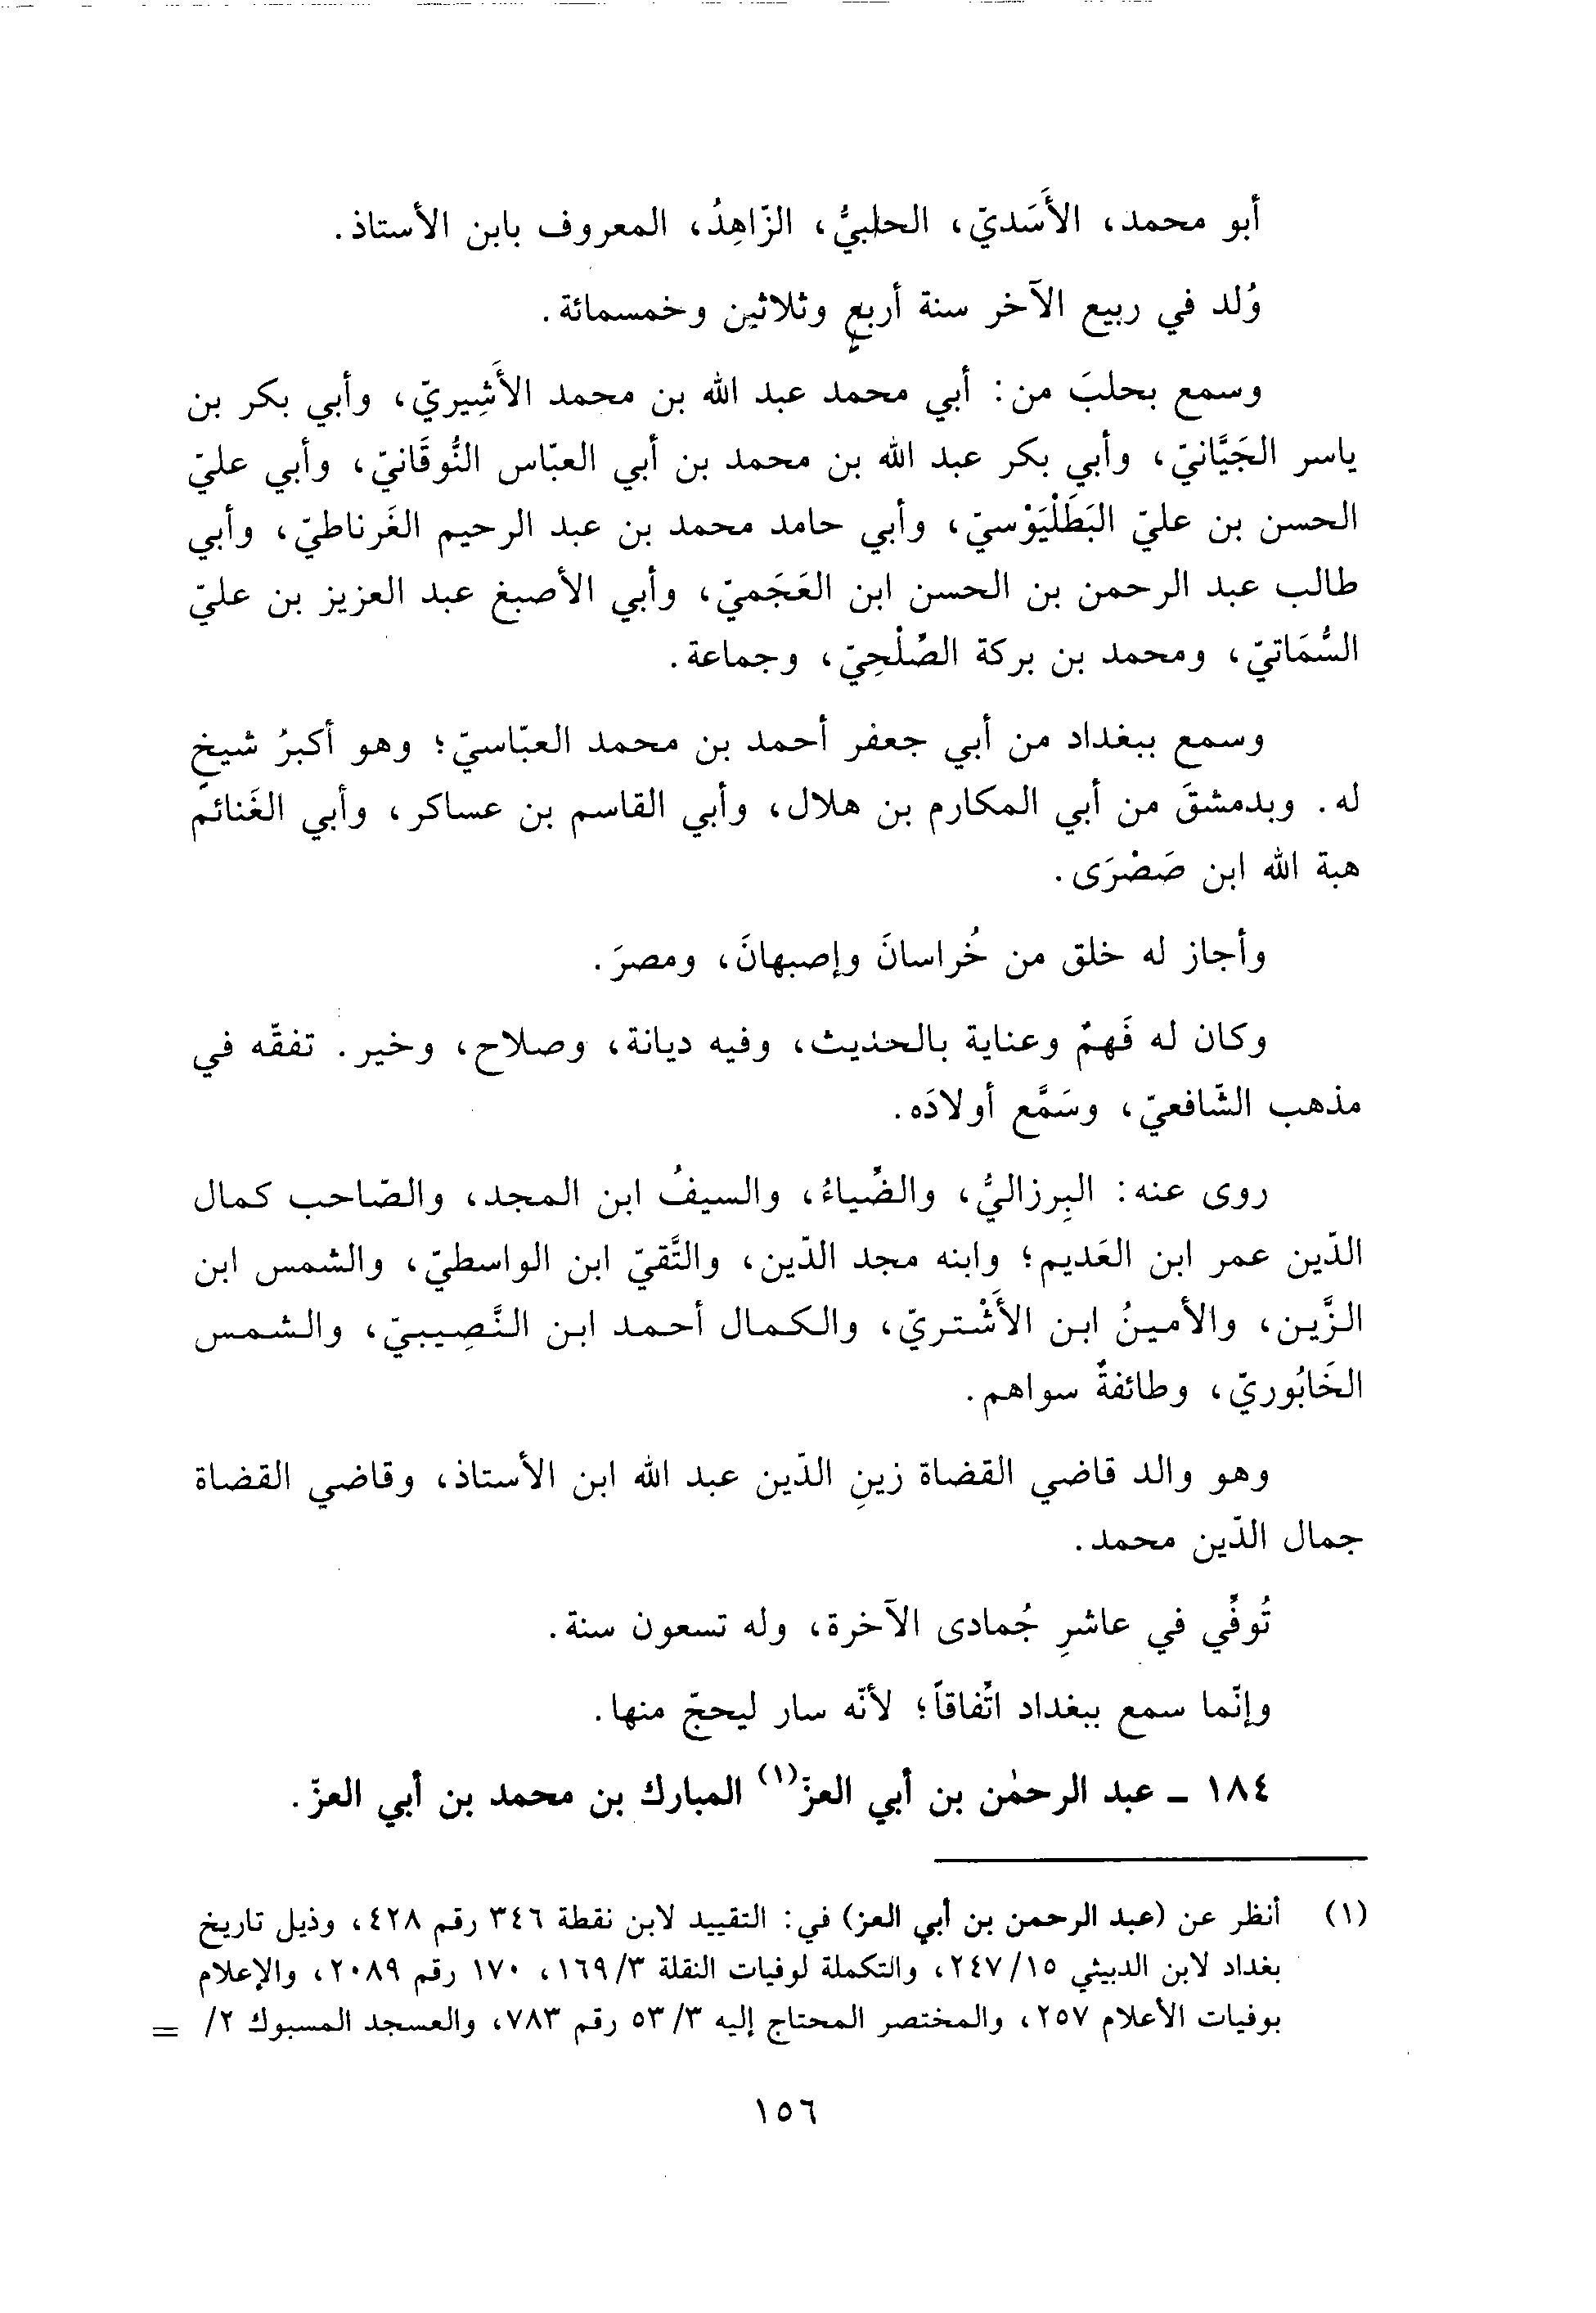 أبو محمد، الأَسَديّ، الحلبيُّ، الزّاهِدُ، المعروف بابن الأستاذ.
وُلد في ربيع الآخر سنة أربعٍ وثلاثين وخمسمائة.
وسمع بحلبَ من: أبي محمد عبد الله بن محمد الأَشِيريّ، وأبي بكر بن
ياسر الجَيَّانيّ، وأبي بكر عبد الله بن محمد بن أبي العبّاس النُّوقَانيّ، وأبي عليّ
الحسن بن عليّ البَطَلْيَوْسيّ، وأبي حامد محمد بن عبد الرحيم الغَرناطيّ، وأبي
طالب عبد الرحمن بن الحسن ابن العَجَميّ، وأبي الأصبغ عبد العزيز بن عليّ
السُّمَاتيّ، ومحمد بن بركة الصِّلْحِيّ، وجماعة.
وسمع ببغداد من أبي جعفر أحمد بن محمد العبّاسيّ؛ وهو أكبرُ شيخٍ
له. وبدمشقَ من أبي المكارم بن هلال، وأبي القاسم بن عساكر، وأبي الغَنائم
هبة الله ابن صَصْرَى.
وأجاز له خلق من خُراسانَ وإصبهانَ، ومصرَ.
وكان له فَهمٌ وعناية بالحديث، وفيه ديانة، وصلاح، وخير. تفقّه في
مذهب الشّافعيّ، وسَمَّع أولادَه.
روى عنه: البِرزاليُّ، والضِّياءُ، والسيفُ ابن المجد، والصّاحب كمال
الدّين عمر ابن العَديم؛ وابنه مجد الدّين، والتَّقيّ ابن الواسطيّ، والشمس ابن
الزَّين، والأمينُ ابن الأَشْتريّ، والكمال أحمد ابن النَّصِيبيّ، والشمس
الخَابُوريّ، وطائفةٌ سواهم.
وهو والد قاضي القضاة زينِ الدّين عبد الله ابن الأستاذ، وقاضي القضاة
جمال الدّين محمد.
تُوفِّي في عاشرِ جُمادى الآخرة، وله تسعون سنة.
وإنّما سمع ببغداد اتِّفاقاً؛ لأنّه سار ليحجّ منها.
١٨٤ ـ عبد الرحمٰن بن أبي العزّ(١) المبارك بن محمد بن أبي العزّ.
(١) أنظر عن (عبد الرحمن بن أبي العز) في: التقييد لابن نقطة ٣٤٦ رقم ٤٢٨، وذيل تاريخ
بغداد لابن الدبيثي ٢٤٧/١٥، والتكملة لوفيات النقلة ١٦٩/٣، ١٧٠ رقم ٢٠٨٩، والإعلام
بوفيات الأعلام ٢٥٧، والمختصر المحتاج إليه ٥٣/٣ رقم ٧٨٣، والعسجد المسبوك ٢/ =
١٥٦